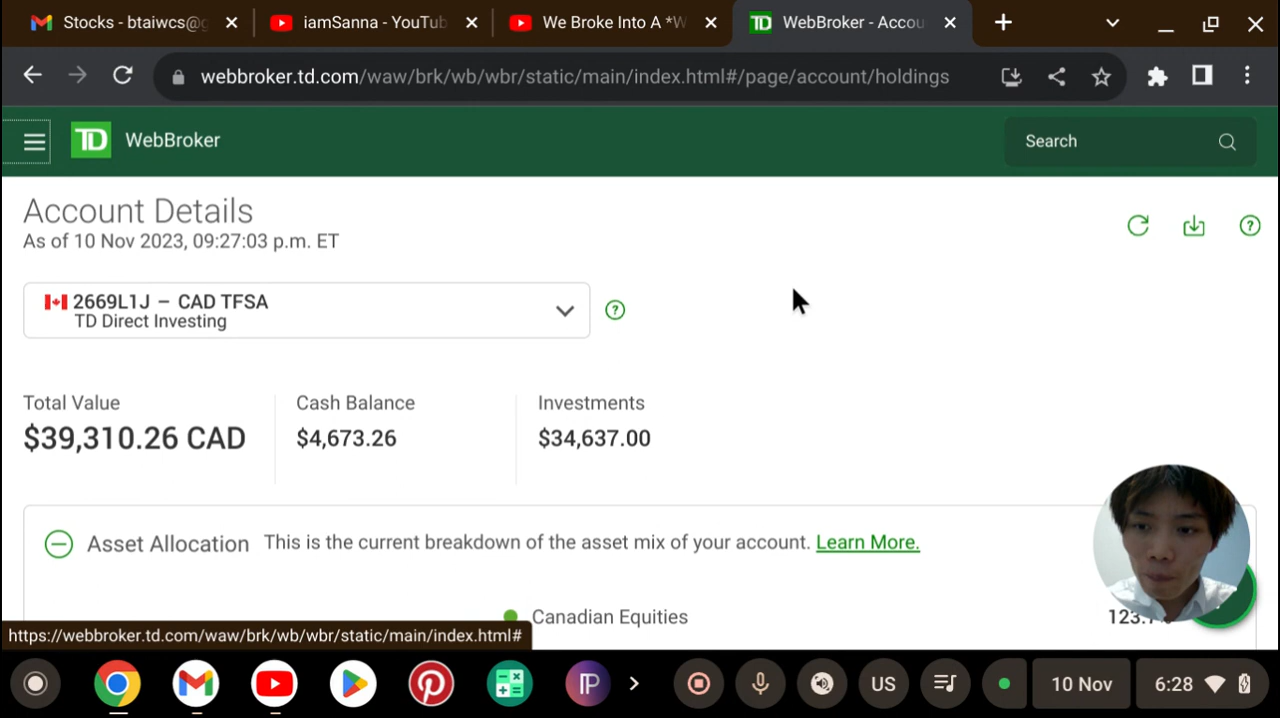 Stocks - btaiwcs@g
iamSanna - YouTub
We Broke Into A *W
TD WebBroker - Accou
webbroker.td.com/waw/brk/wb/wbr/static/main/index.html#/page/account/holdings
TD WebBroker
Search
Account Details
As of 10 Nov 2023, 09:27:03 p.m. ET
2669L1J – CAD TFSA
TD Direct Investing
Total Value
$39,310.26 CAD
Cash Balance
$4,673.26
Investments
$34,637.00
Asset Allocation
This is the current breakdown of the asset mix of your account. Learn More.
Canadian Equities
https://webbroker.td.com/waw/brk/wb/wbr/static/main/index.html#
US
10 Nov
6:28